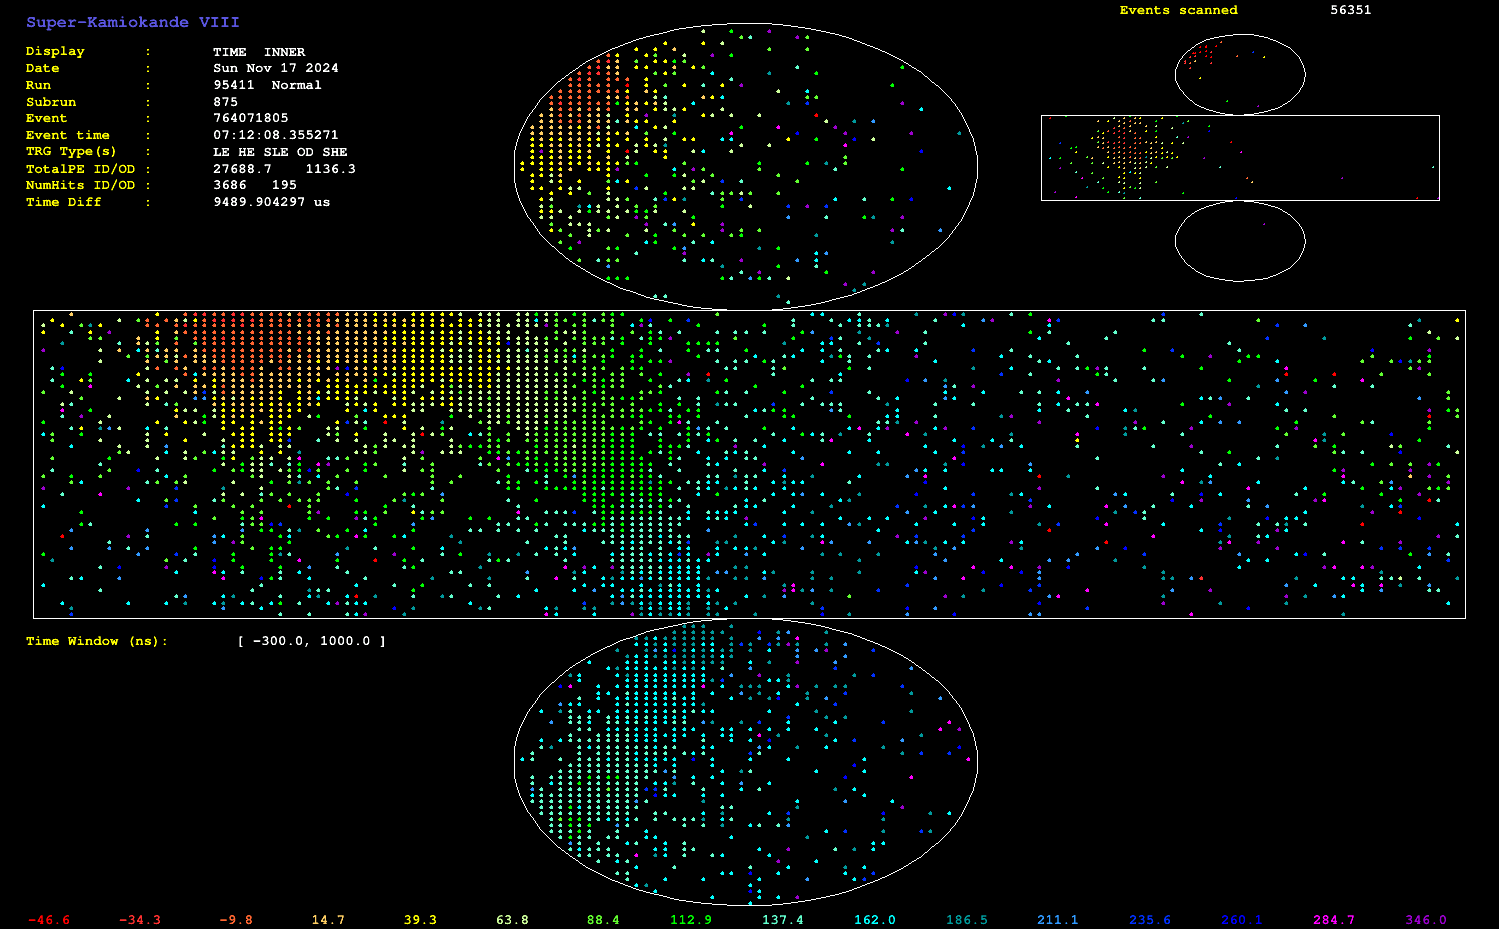 Super-Kamiokande VIII
Events scanned 56351
Display : TIME INNER
Date : Sun Nov 17 2024
Run : 95411 Normal
Subrun : 875
Event : 764071805
Event time : 07:12:08.355271
TRG Type(s) : LE HE SLE OD SHE
TotalPE ID/OD : 27688.7 1136.3
NumHits ID/OD : 3686 195
Time Diff : 9489.904297 us
Time Window (ns): [ -300.0, 1000.0 ]
-46.6 -34.3 -9.8 14.7 39.3 63.8 88.4 112.9 137.4 162.0 186.5 211.1 235.6 260.1 284.7 346.0